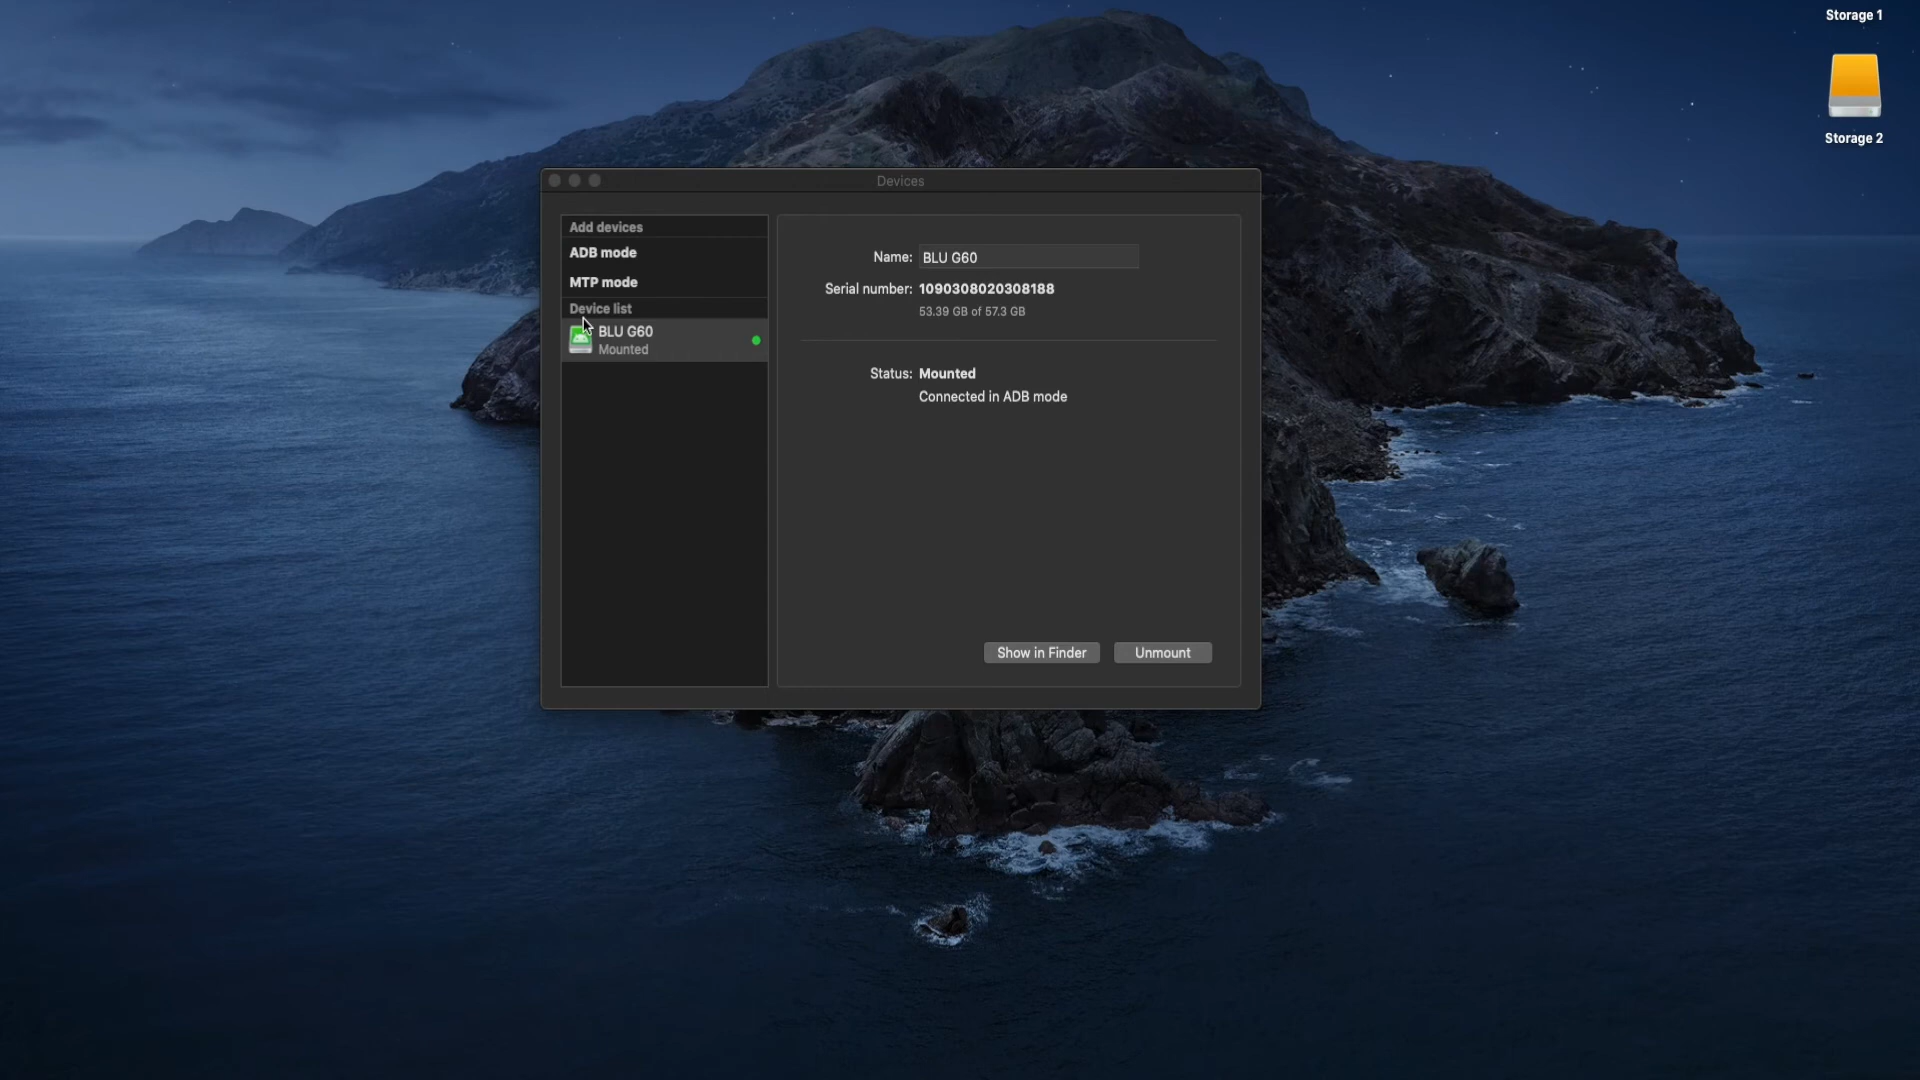 Storage 1
Storage 2
Devices
Add devices
ADB mode
MTP mode
Device list
BLU G60
Mounted
Name: BLU G60
Serial number: 1090308020308188
53.39 GB of 57.3 GB
Status: Mounted
Connected in ADB mode
Show in Finder
Unmount